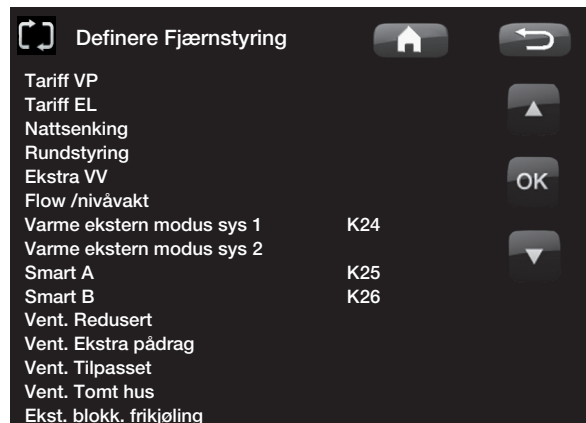 Definere Fjærnstyring
Tariff VP
Tariff EL
Nattsenking
Rundstyring
Ekstra VV
OK
Flow /nivåvakt
Varme ekstern modus sys 1 K24
Varme ekstern modus sys 2
Smart A K25
Smart B K26
Vent. Redusert
Vent. Ekstra pådrag
Vent. Tilpasset
Vent. Tomt hus
Ekst. blokk. frikjøling